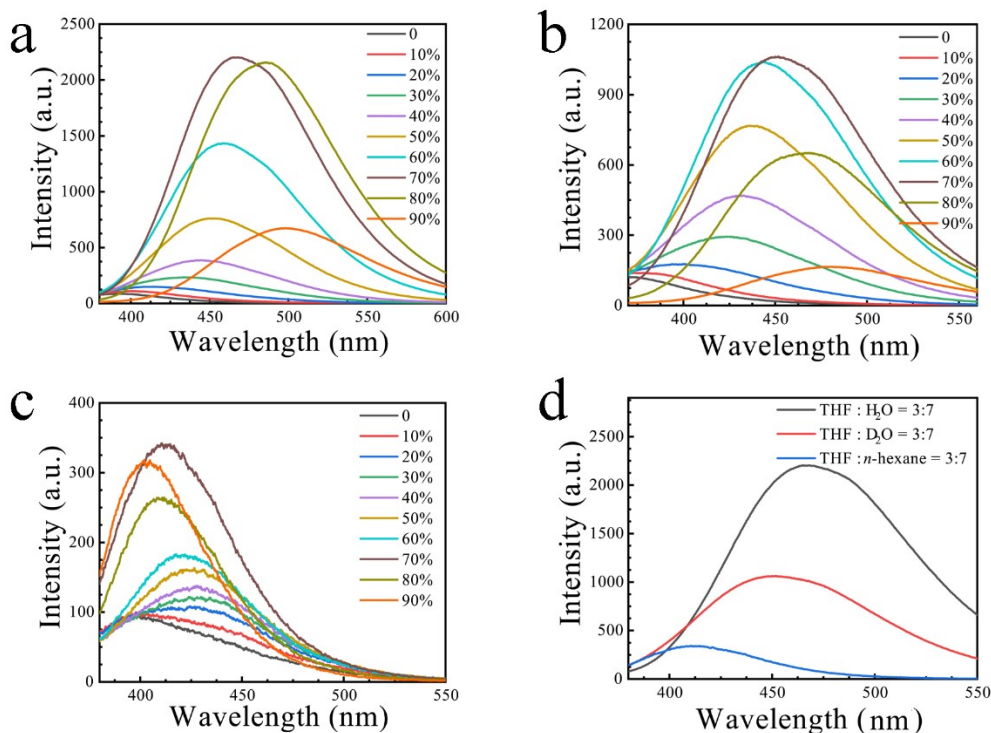 a
2500
2000
1500
1000
500
0
Intensity (a.u.)
400 450 500 550 600
Wavelength (nm)
0
10%
20%
30%
40%
50%
60%
70%
80%
90%
b
1200
900
600
300
0
Intensity (a.u.)
400 450 500 550
Wavelength (nm)
0
10%
20%
30%
40%
50%
60%
70%
80%
90%
c
400
300
200
100
0
Intensity (a.u.)
400 450 500 550
Wavelength (nm)
0
10%
20%
30%
40%
50%
60%
70%
80%
90%
d
2500
2000
1500
1000
500
0
Intensity (a.u.)
400 450 500 550
Wavelength (nm)
THF : H₂O = 3:7
THF : D₂O = 3:7
THF : n-hexane = 3:7